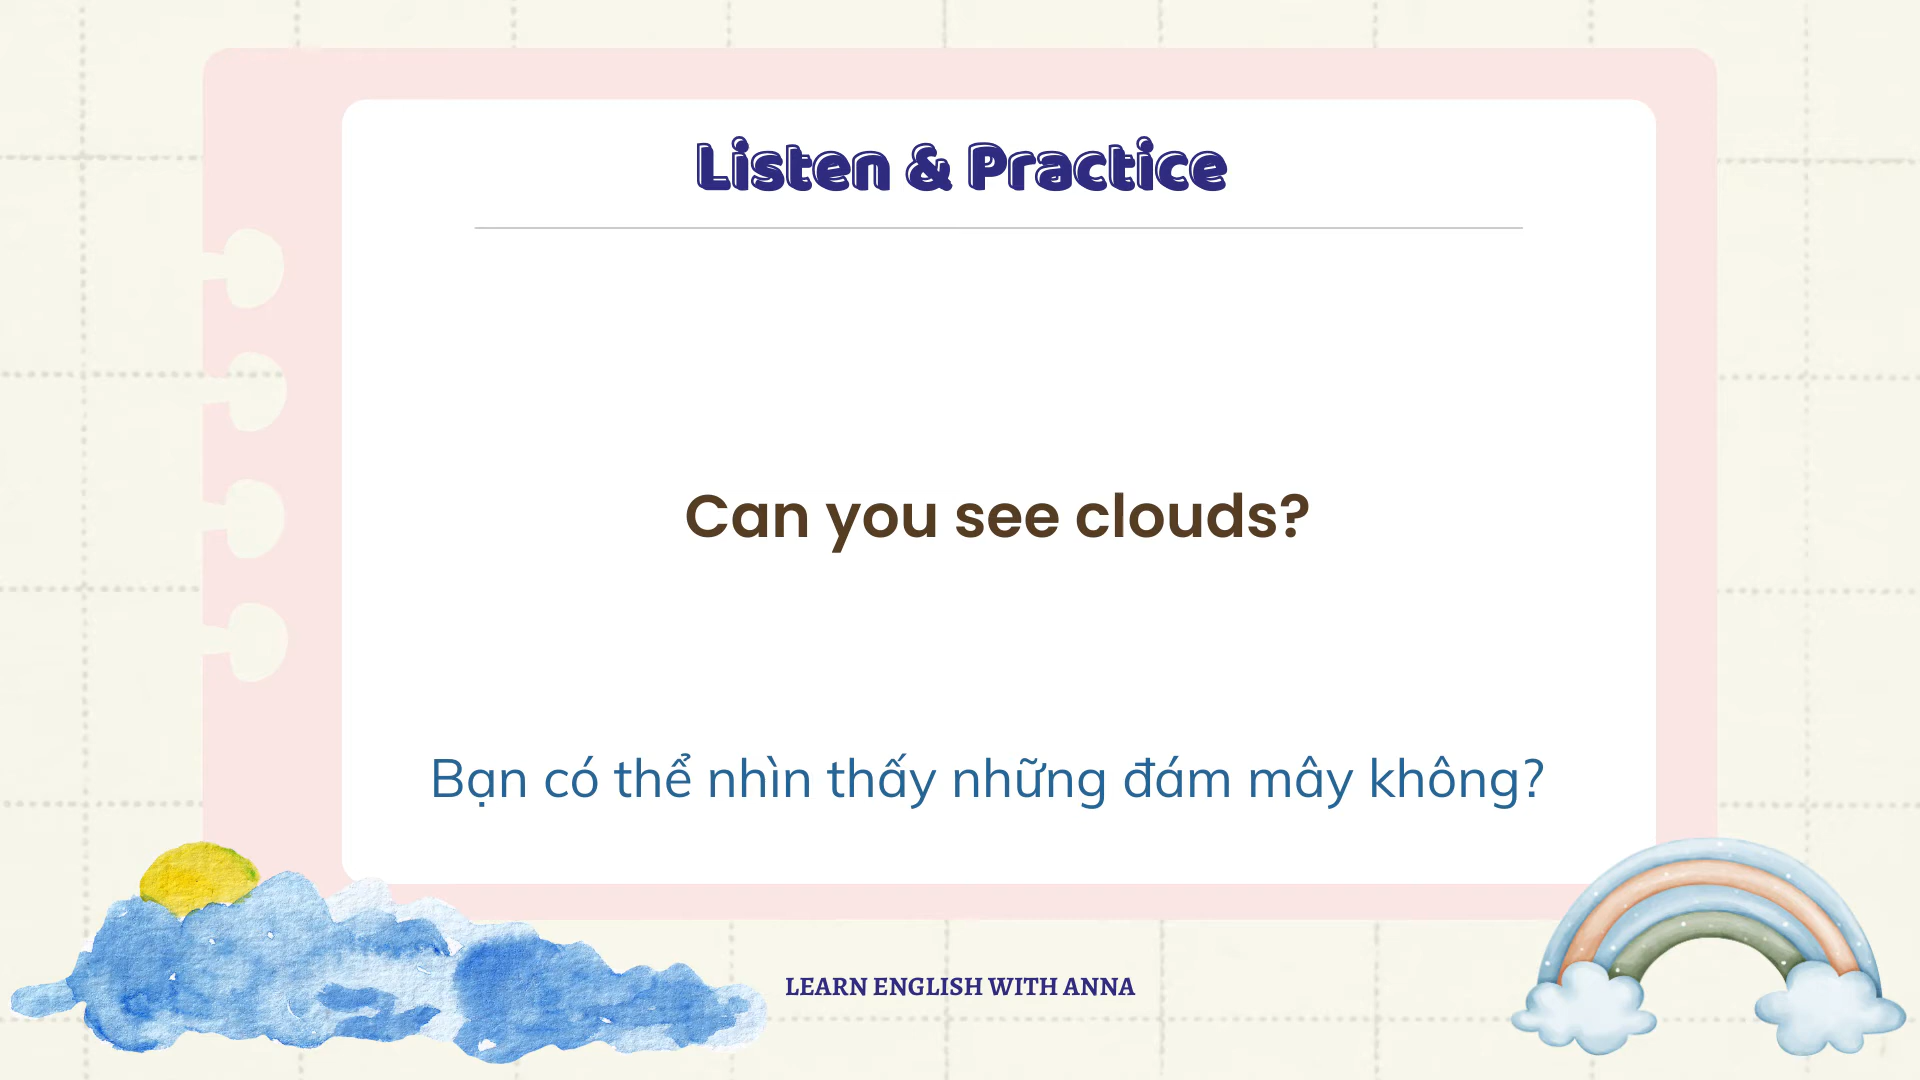 Listen & Practice
Can you see clouds?
Bạn có thể nhìn thấy những đám mây không?
LEARN ENGLISH WITH ANNA